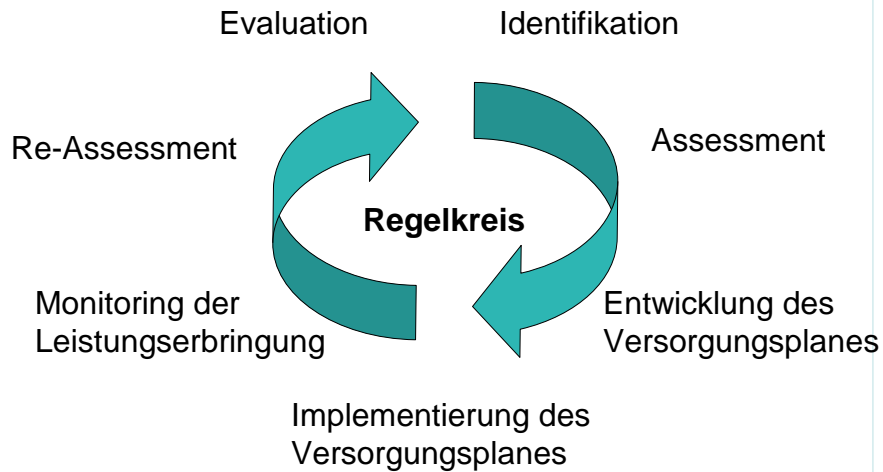 Evaluation
Identifikation
Re-Assessment
Assessment
Regelkreis
Monitoring der
Leistungserbringung
Entwicklung des
Versorgungsplanes
Implementierung des
Versorgungsplanes